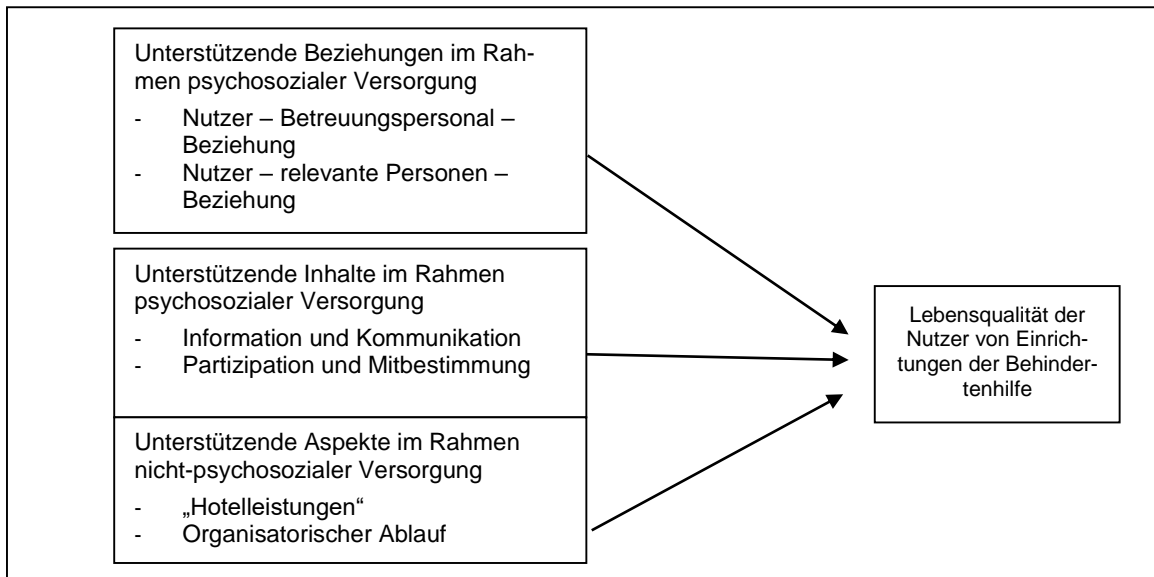 Unterstützende Beziehungen im Rah-
men psychosozialer Versorgung
- Nutzer – Betreuungspersonal –
Beziehung
- Nutzer – relevante Personen –
Beziehung
Unterstützende Inhalte im Rahmen
psychosozialer Versorgung
- Information und Kommunikation
- Partizipation und Mitbestimmung
Unterstützende Aspekte im Rahmen
nicht-psychosozialer Versorgung
- „Hotelleistungen“
- Organisatorischer Ablauf
Lebensqualität der
Nutzer von Einrich-
tungen der Behinder-
tenhilfe